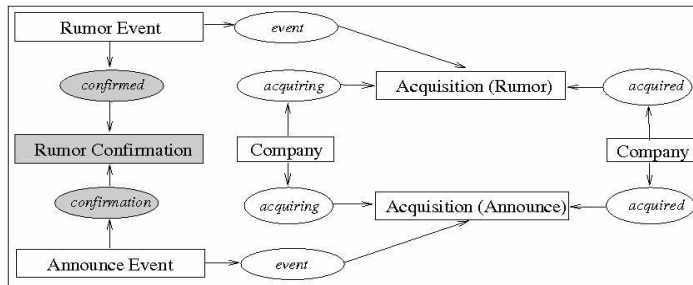 Rumor Event
event
confirmed
acquiring
Acquisition (Rumor)
acquired
Rumor Confirmation
Company
Company
confirmation
acquiring
Acquisition (Announce)
acquired
Announce Event
event